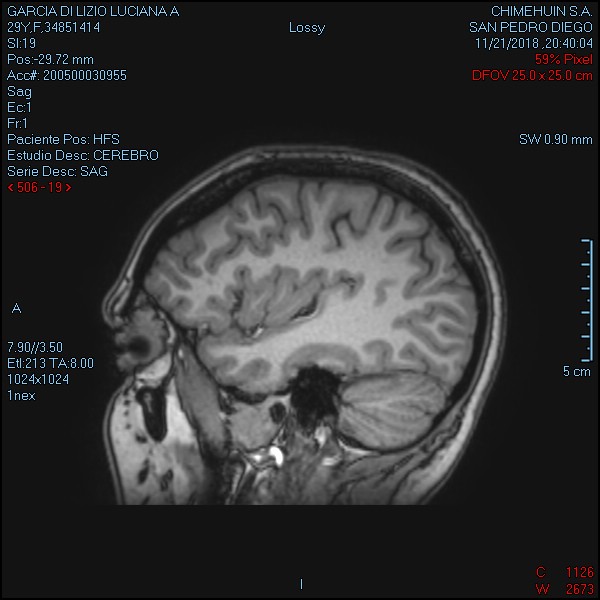 GARCIA DI LIZIO LUCIANA A
29Y,F,34851414
Sl:19
Pos:-29.72 mm
Acc#: 200500030955
Sag
Ec:1
Fr:1
Paciente Pos: HFS
Estudio Desc: CEREBRO
Serie Desc: SAG
< 506 - 19 >
Lossy
CHIMEHUIN S.A.
SAN PEDRO DIEGO
11/21/2018 ,20:40:04
59% Pixel
DFOV 25.0 x 25.0 cm
SW 0.90 mm
A
7.90//3.50
Etl:213 TA:8.00
1024x1024
1nex
5 cm
I
C 1126
W 2673